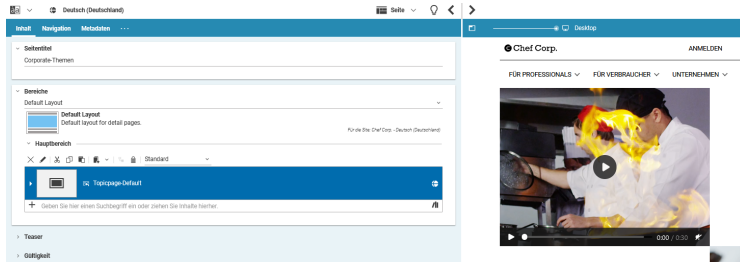 Deutsch (Deutschland)
Seite
Inhalt Navigation Metadaten ···
Desktop
Seitentitel
Corporate-Themen
Chef Corp.
ANMELDEN
FÜR PROFESSIONALS FÜR VERBRAUCHER UNTERNEHMEN
Bereiche
Default Layout
Default Layout
Default layout for detail pages.
Für die Site: Chef Corp. - Deutsch (Deutschland)
Hauptbereich
Standard
Topicpage-Default
Geben Sie hier einen Suchbegriff ein oder ziehen Sie Inhalte hierher
0:00 / 0:30
Teaser
Gültigkeit